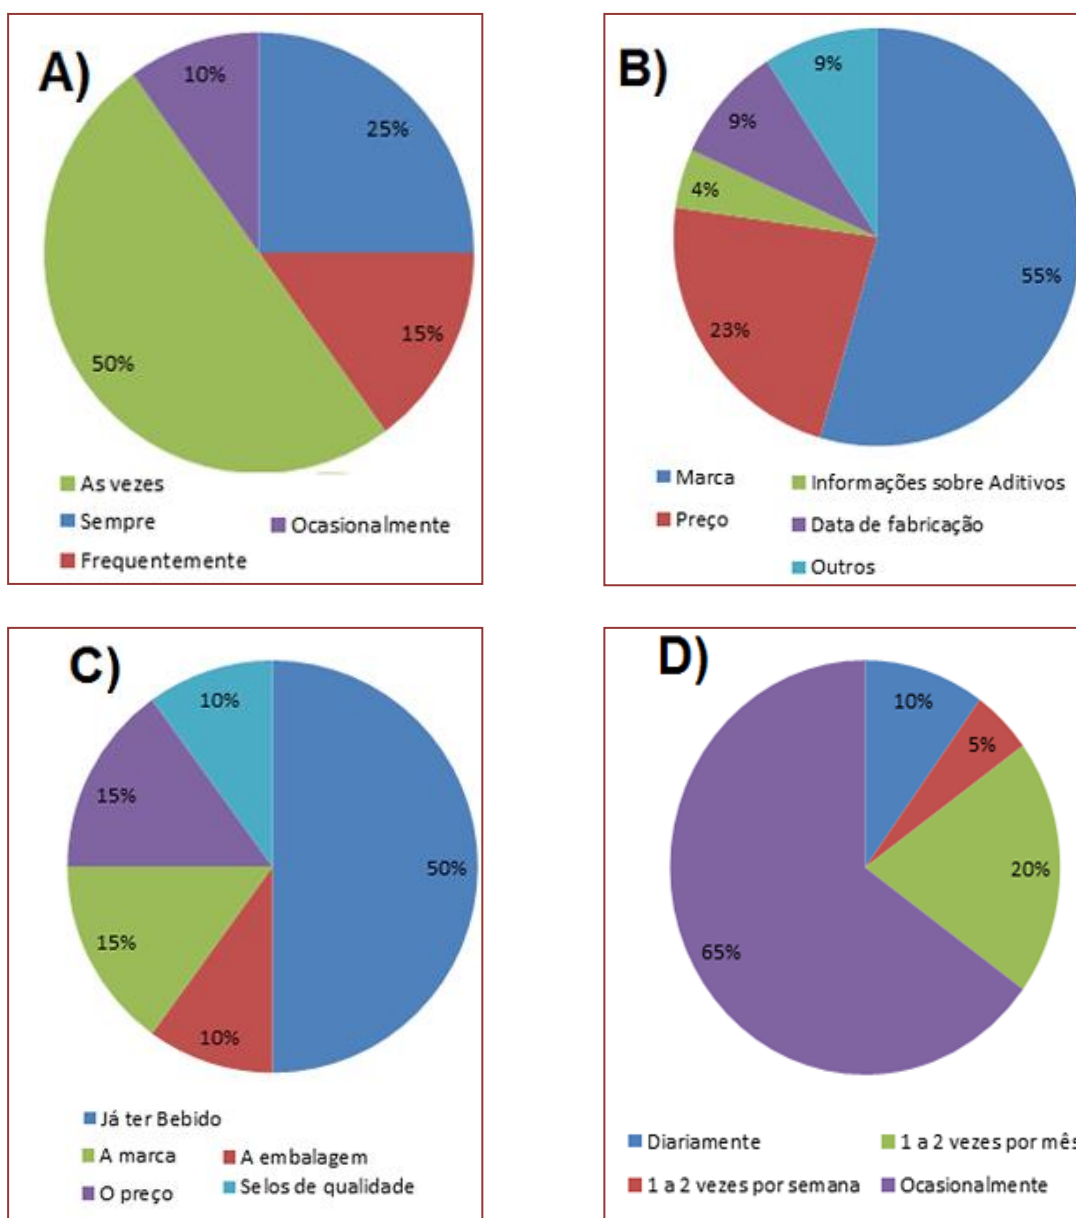 A)
10%
25%
15%
50%
As vezes
Sempre
Ocasionalmente
Frequentemente
B)
9%
9%
4%
55%
23%
Marca
Informações sobre Aditivos
Preço
Data de fabricação
Outros
C)
10%
15%
50%
15%
10%
Já ter Bebido
A marca
A embalagem
O preço
Selos de qualidade
D)
10%
5%
20%
65%
Diariamente
1 a 2 vezes por mês
1 a 2 vezes por semana
Ocasionalmente